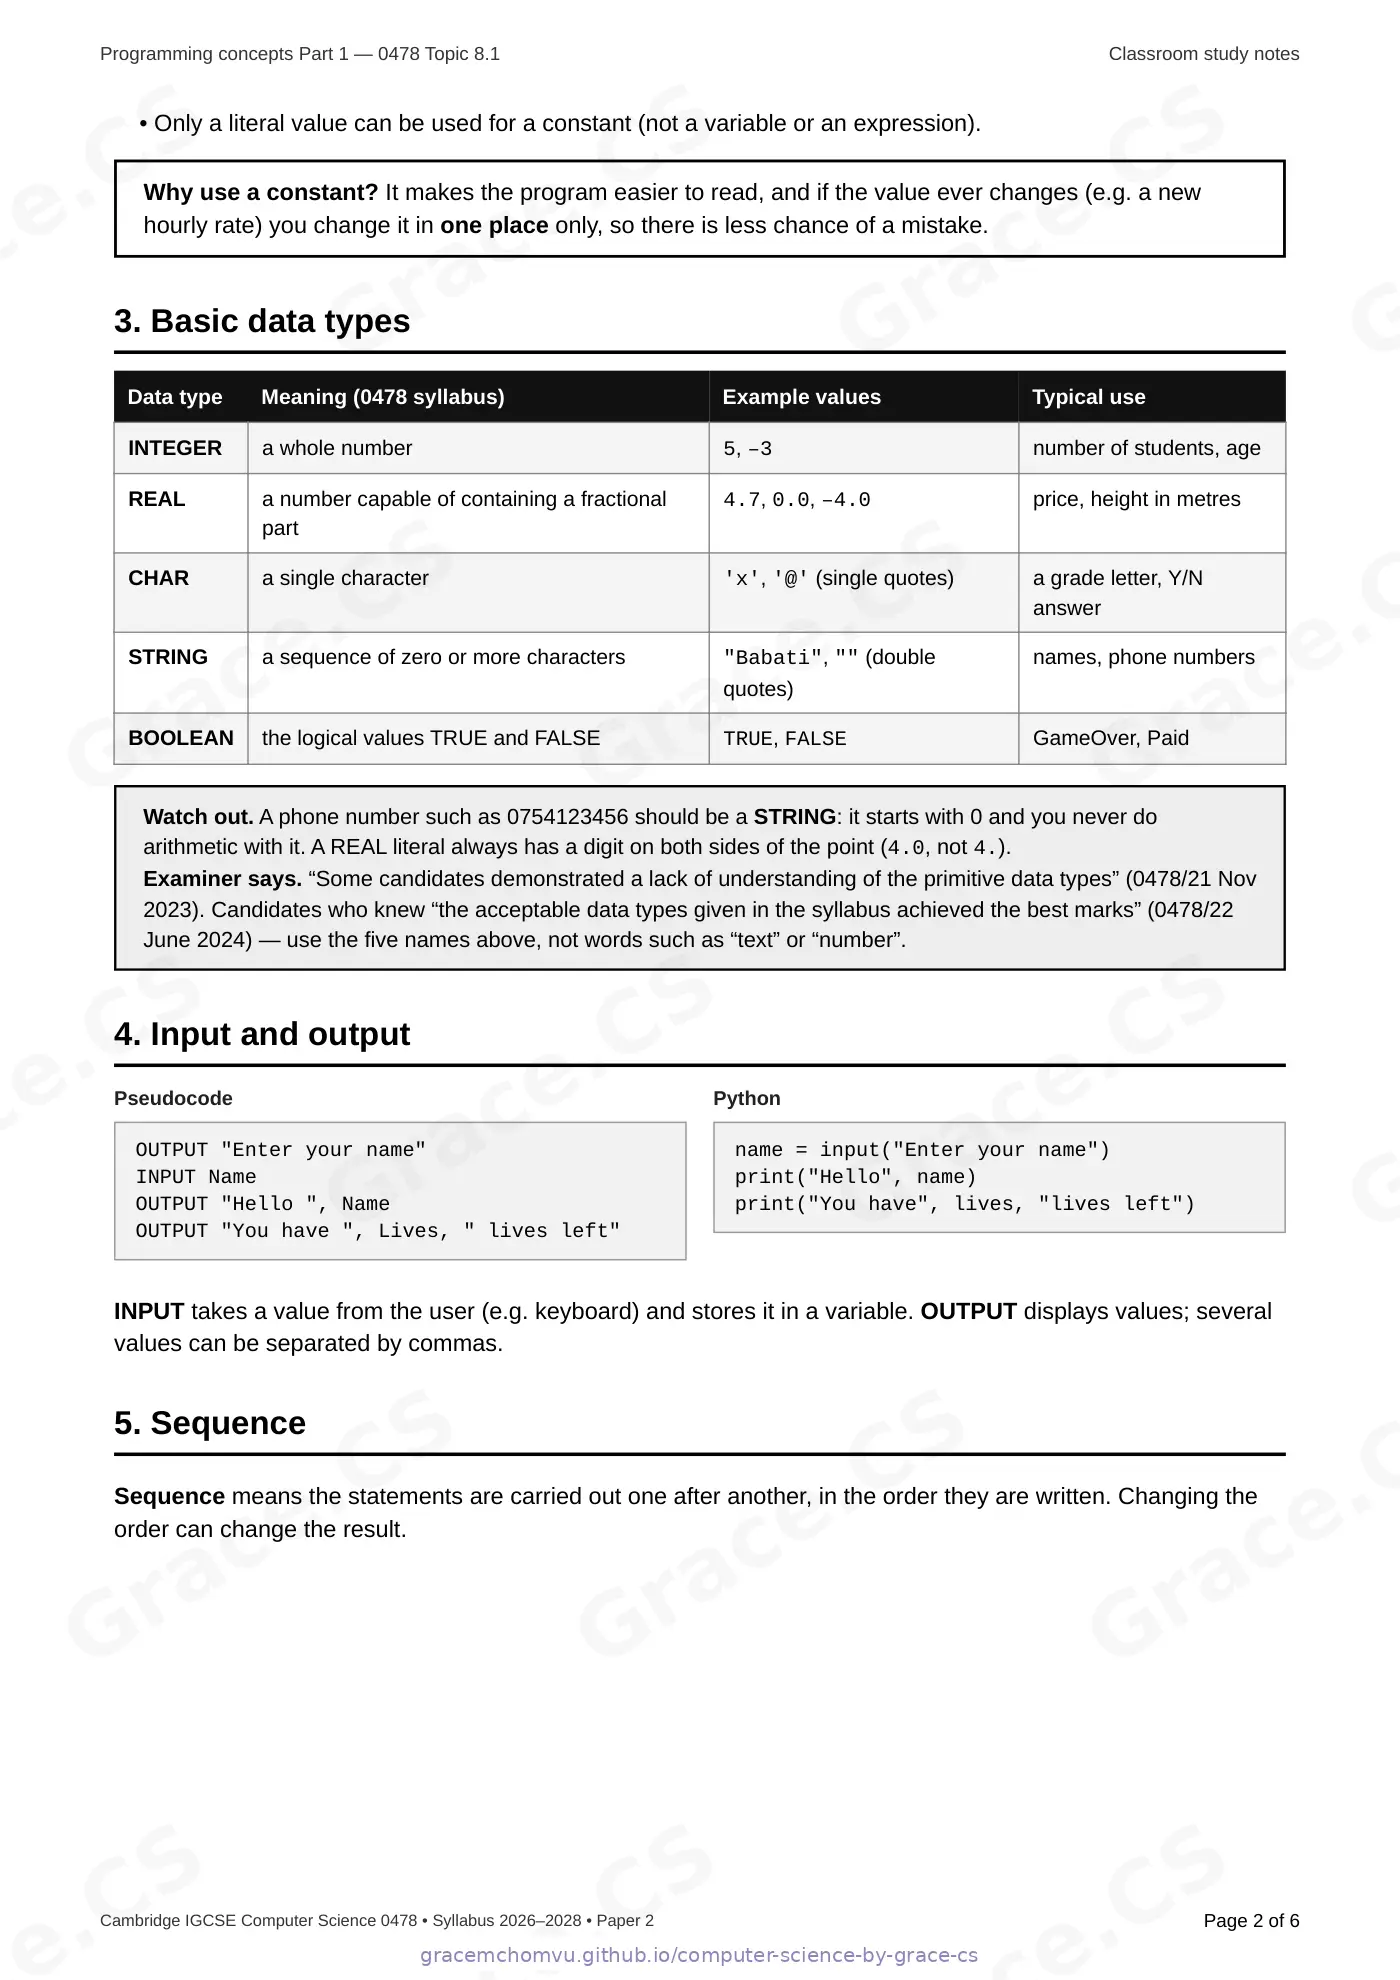 Programming concepts Part 1 — 0478 Topic 8.1
Classroom study notes
• Only a literal value can be used for a constant (not a variable or an expression).
Why use a constant? It makes the program easier to read, and if the value ever changes (e.g. a new
hourly rate) you change it in one place only, so there is less chance of a mistake.
3. Basic data types
Data type Meaning (0478 syllabus) Example values Typical use
INTEGER a whole number 5, –3 number of students, age
REAL a number capable of containing a fractional 4.7, 0.0, –4.0 price, height in metres
part
CHAR a single character 'x', '@' (single quotes) a grade letter, Y/N
answer
STRING a sequence of zero or more characters "Babati", "" (double names, phone numbers
quotes)
BOOLEAN the logical values TRUE and FALSE TRUE, FALSE GameOver, Paid
Watch out. A phone number such as 0754123456 should be a STRING: it starts with 0 and you never do
arithmetic with it. A REAL literal always has a digit on both sides of the point (4.0, not 4.).
Examiner says. “Some candidates demonstrated a lack of understanding of the primitive data types” (0478/21 Nov
2023). Candidates who knew “the acceptable data types given in the syllabus achieved the best marks” (0478/22
June 2024) — use the five names above, not words such as “text” or “number”.
4. Input and output
Pseudocode
OUTPUT "Enter your name"
INPUT Name
OUTPUT "Hello ", Name
OUTPUT "You have ", Lives, " lives left"
Python
name = input("Enter your name")
print("Hello", name)
print("You have", lives, "lives left")
INPUT takes a value from the user (e.g. keyboard) and stores it in a variable. OUTPUT displays values; several
values can be separated by commas.
5. Sequence
Sequence means the statements are carried out one after another, in the order they are written. Changing the
order can change the result.
Cambridge IGCSE Computer Science 0478 • Syllabus 2026–2028 • Paper 2
Page 2 of 6
gracemchomvu.github.io/computer-science-by-grace-cs
Grace.CS